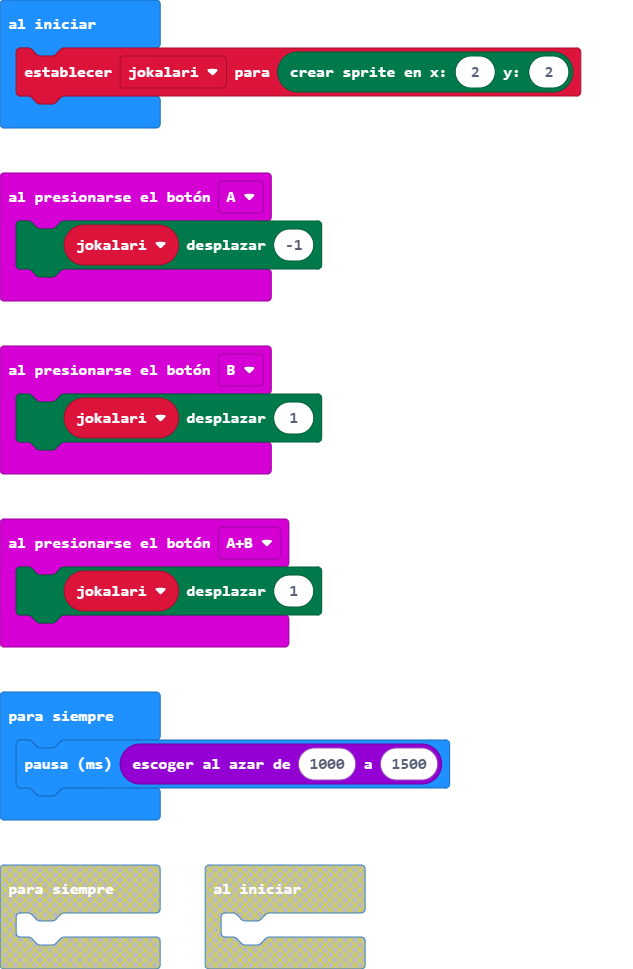 al iniciar
establecer jokalari para crear sprite en x: 2 y: 2
al presionarse el botón A
jokalari desplazar -1
al presionarse el botón B
jokalari desplazar 1
al presionarse el botón A+B
jokalari desplazar 1
para siempre
pausa (ms) escoger al azar de 1000 a 1500
para siempre al iniciar